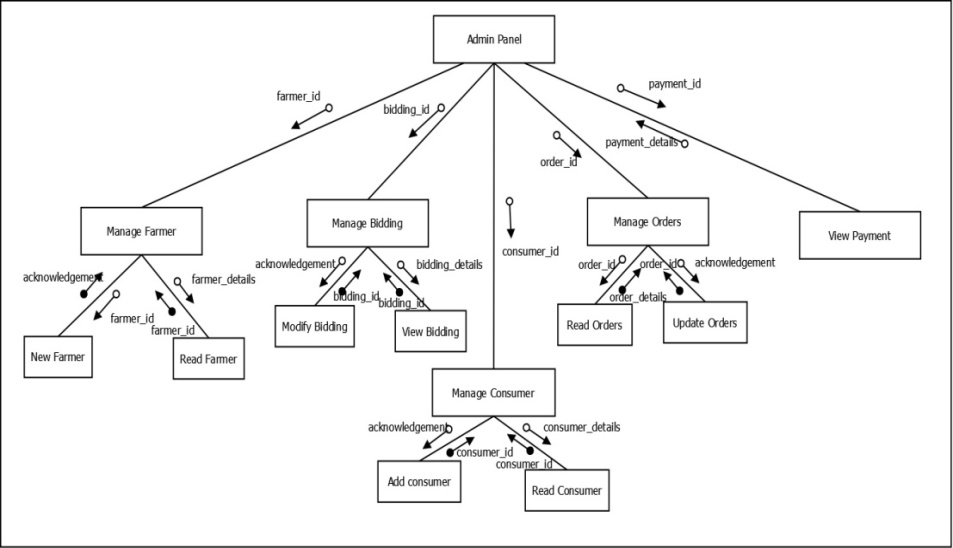 Admin Panel
payment_id
farmer_id
bidding_id
payment_details
order_id
Manage Farmer
Manage Bidding
Manage Orders
View Payment
consumer_id
acknowledgement
farmer_details
farmer_id
farmer_id
acknowledgement
bidding_details
bidding_id
bidding_id
order_id
order_id
acknowledgement
order_details
New Farmer
Read Farmer
Modify Bidding
View Bidding
Read Orders
Update Orders
Manage Consumer
acknowledgement
consumer_details
consumer_id
consumer_id
Add consumer
Read Consumer